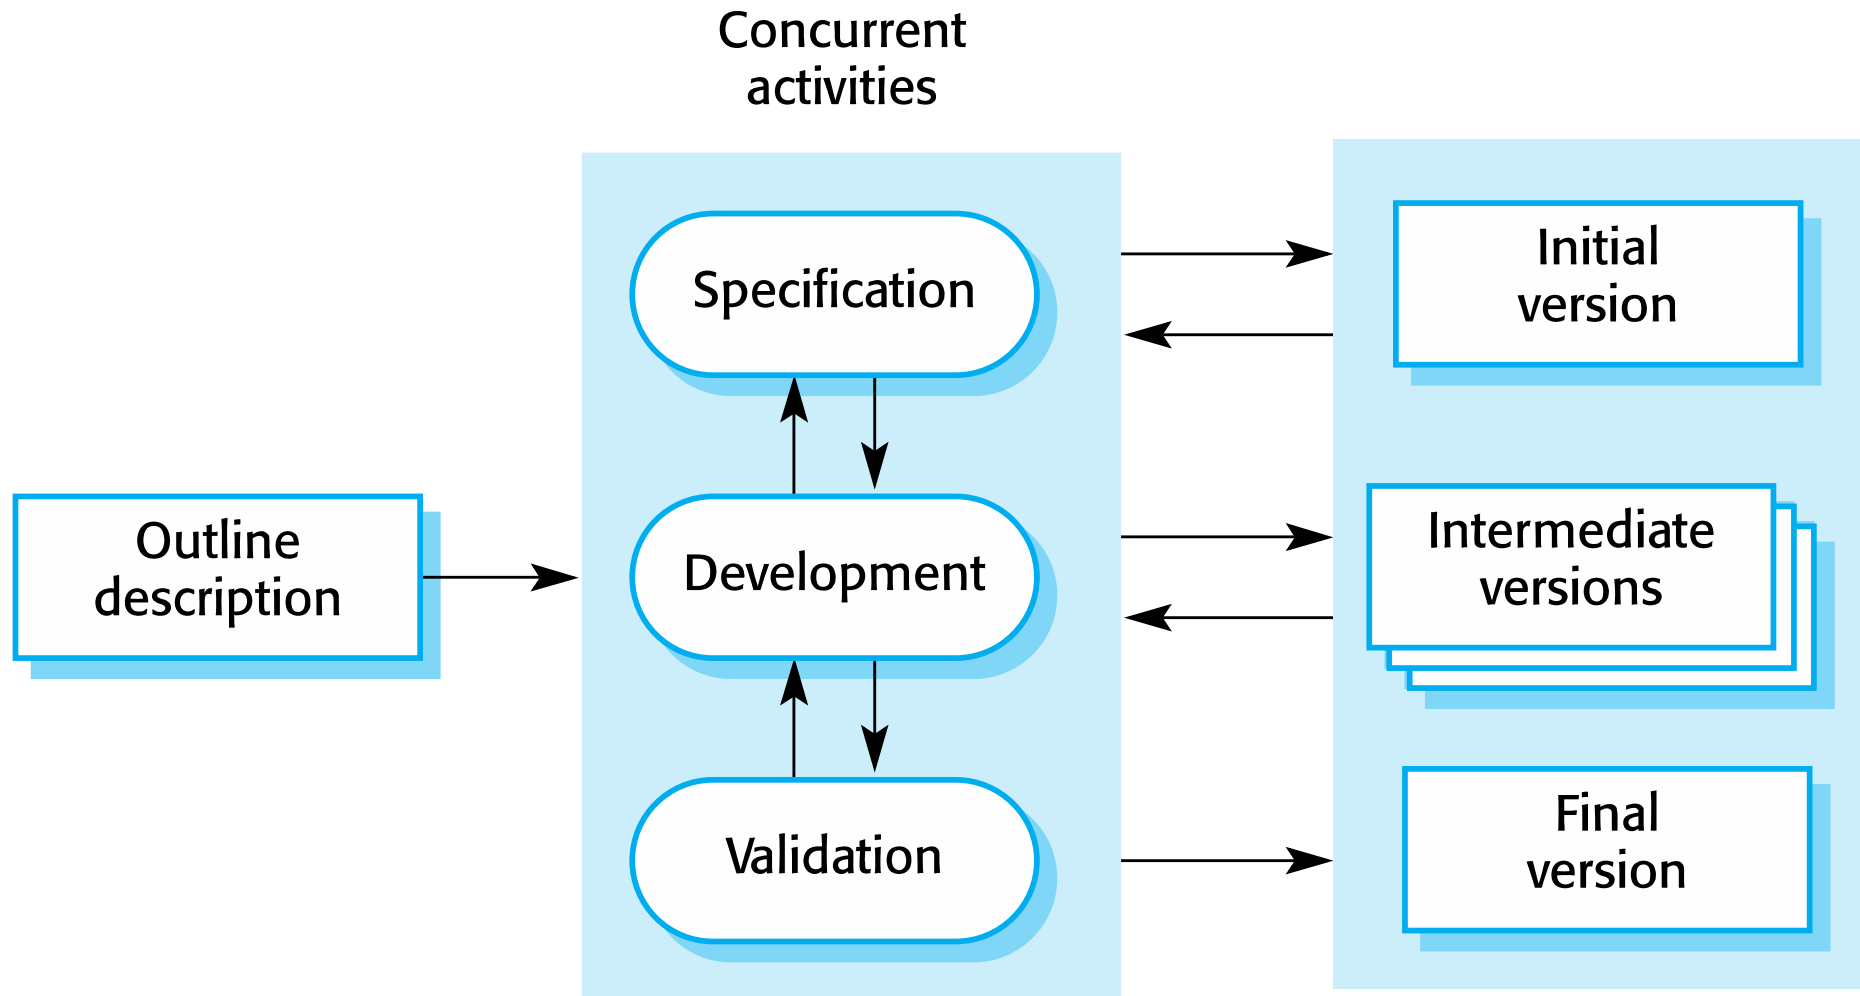 Concurrent
activities
Specification
Initial
version
Outline
description
Development
Intermediate
versions
Validation
Final
version